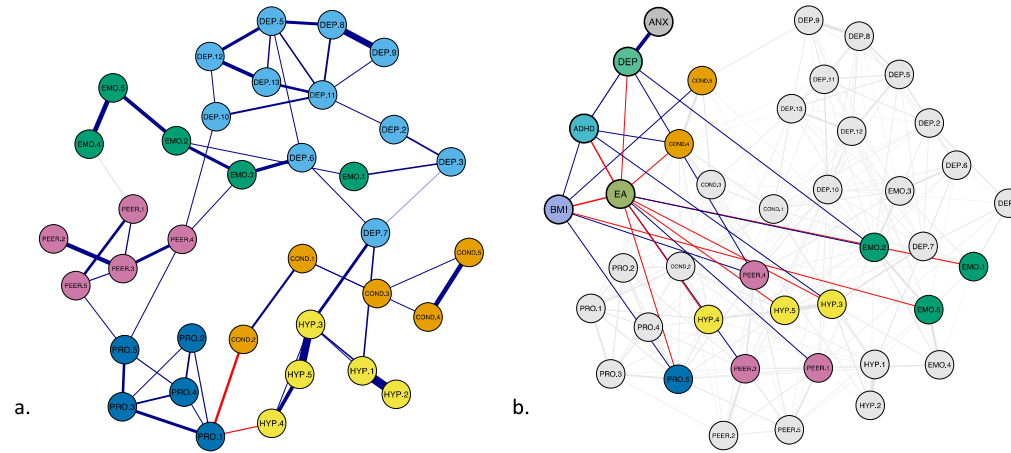 DEP.5
DEP.8
DEP.9
DEP.12
DEP.13
DEP.11
DEP.10
DEP.2
DEP.3
DEP.6
DEP.7
EMO.5
EMO.4
EMO.2
EMO.3
EMO.1
PEER.1
PEER.2
PEER.3
PEER.4
PEER.5
COND.1
COND.5
COND.3
COND.4
COND.2
HYP.3
HYP.1
HYP.5
HYP.2
HYP.4
PRO.2
PRO.5
PRO.4
PRO.3
PRO.1
a.
ANX
DEP
ADHD
EA
BMI
COND.5
COND.4
COND.3
COND.1
COND.2
DEP.9
DEP.8
DEP.11
DEP.5
DEP.13
DEP.12
DEP.2
DEP.6
DEP.10
EMO.3
DEP.7
EMO.2
EMO.1
EMO.5
PRO.2
PRO.1
PRO.4
PRO.3
PRO.5
PEER.4
HYP.4
HYP.5
HYP.3
PEER.1
HYP.1
EMO.4
HYP.2
PEER.2
PEER.5
b.